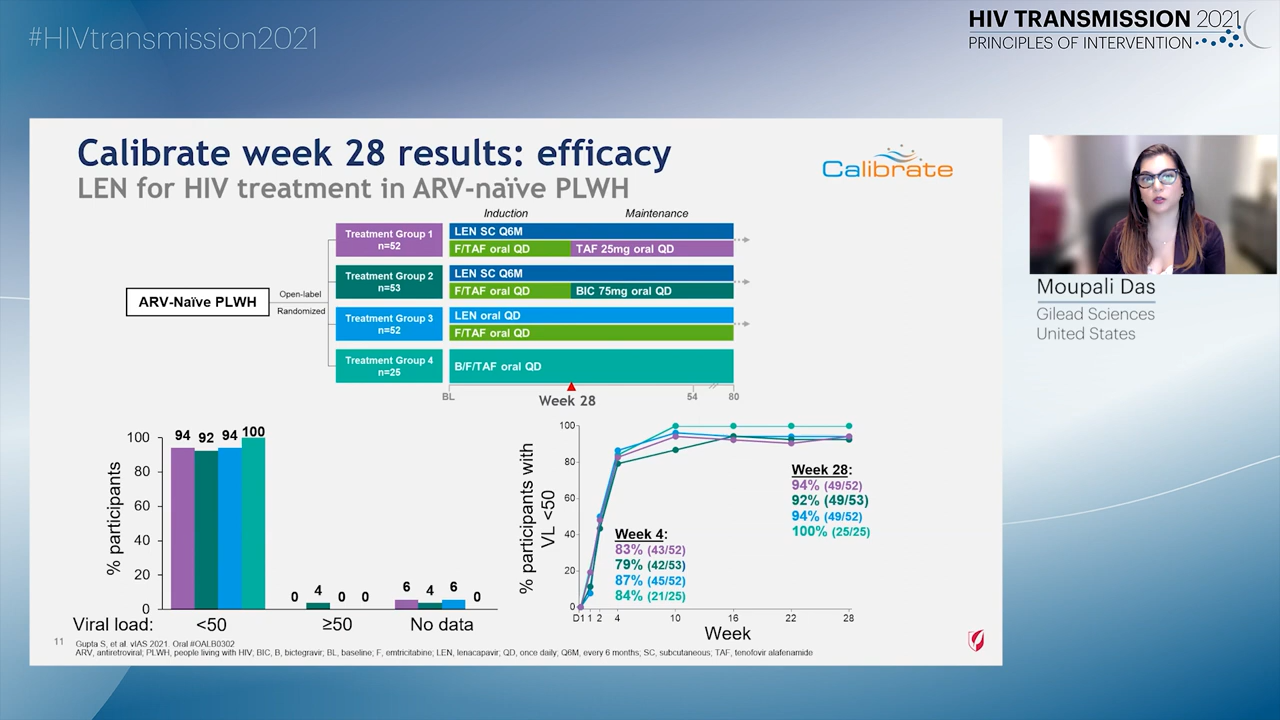 #HIVtransmission2021
HIV TRANSMISSION 2021
PRINCIPLES OF INTERVENTION
Calibrate week 28 results: efficacy
LEN for HIV treatment in ARV-naïve PLWH
Calibrate
Induction
Maintenance
ARV-Naïve PLWH
Open-label
Randomized
Treatment Group 1
n=52
LEN SC Q6M
F/TAF oral QD
TAF 25mg oral QD
Treatment Group 2
n=53
LEN SC Q6M
F/TAF oral QD
BIC 75mg oral QD
Treatment Group 3
n=52
LEN oral QD
F/TAF oral QD
Treatment Group 4
n=25
B/F/TAF oral QD
BL
Week 28
54
80
% participants
100
80
60
40
20
0
94 92 94 100
0 4 0 0
6 4 6 0
Viral load: <50 ≥50 No data
% participants with
VL <50
100
80
60
40
20
0
Week 4:
83% (43/52)
79% (42/53)
87% (45/52)
84% (21/25)
Week 28:
94% (49/52)
92% (49/53)
94% (49/52)
100% (25/25)
D1 1 2 4 10 16 22 28
Week
11
Gupta S, et al. vIAS 2021. Oral #OALB0302
ARV, antiretroviral; PLWH, people living with HIV; BIC, B, bictegravir; BL, baseline; F, emtricitabine; LEN, lenacapavir; QD, once daily; Q6M, every 6 months; SC, subcutaneous; TAF, tenofovir alafenamide
Moupali Das
Gilead Sciences
United States